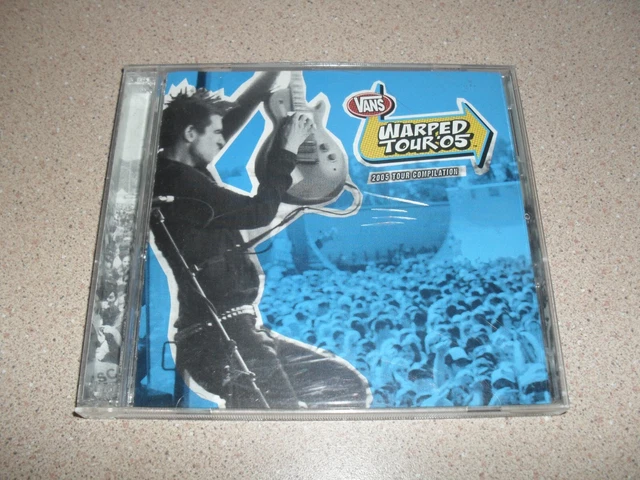 VANS
WARPED
TOUR '05
2005 TOUR COMPILATION